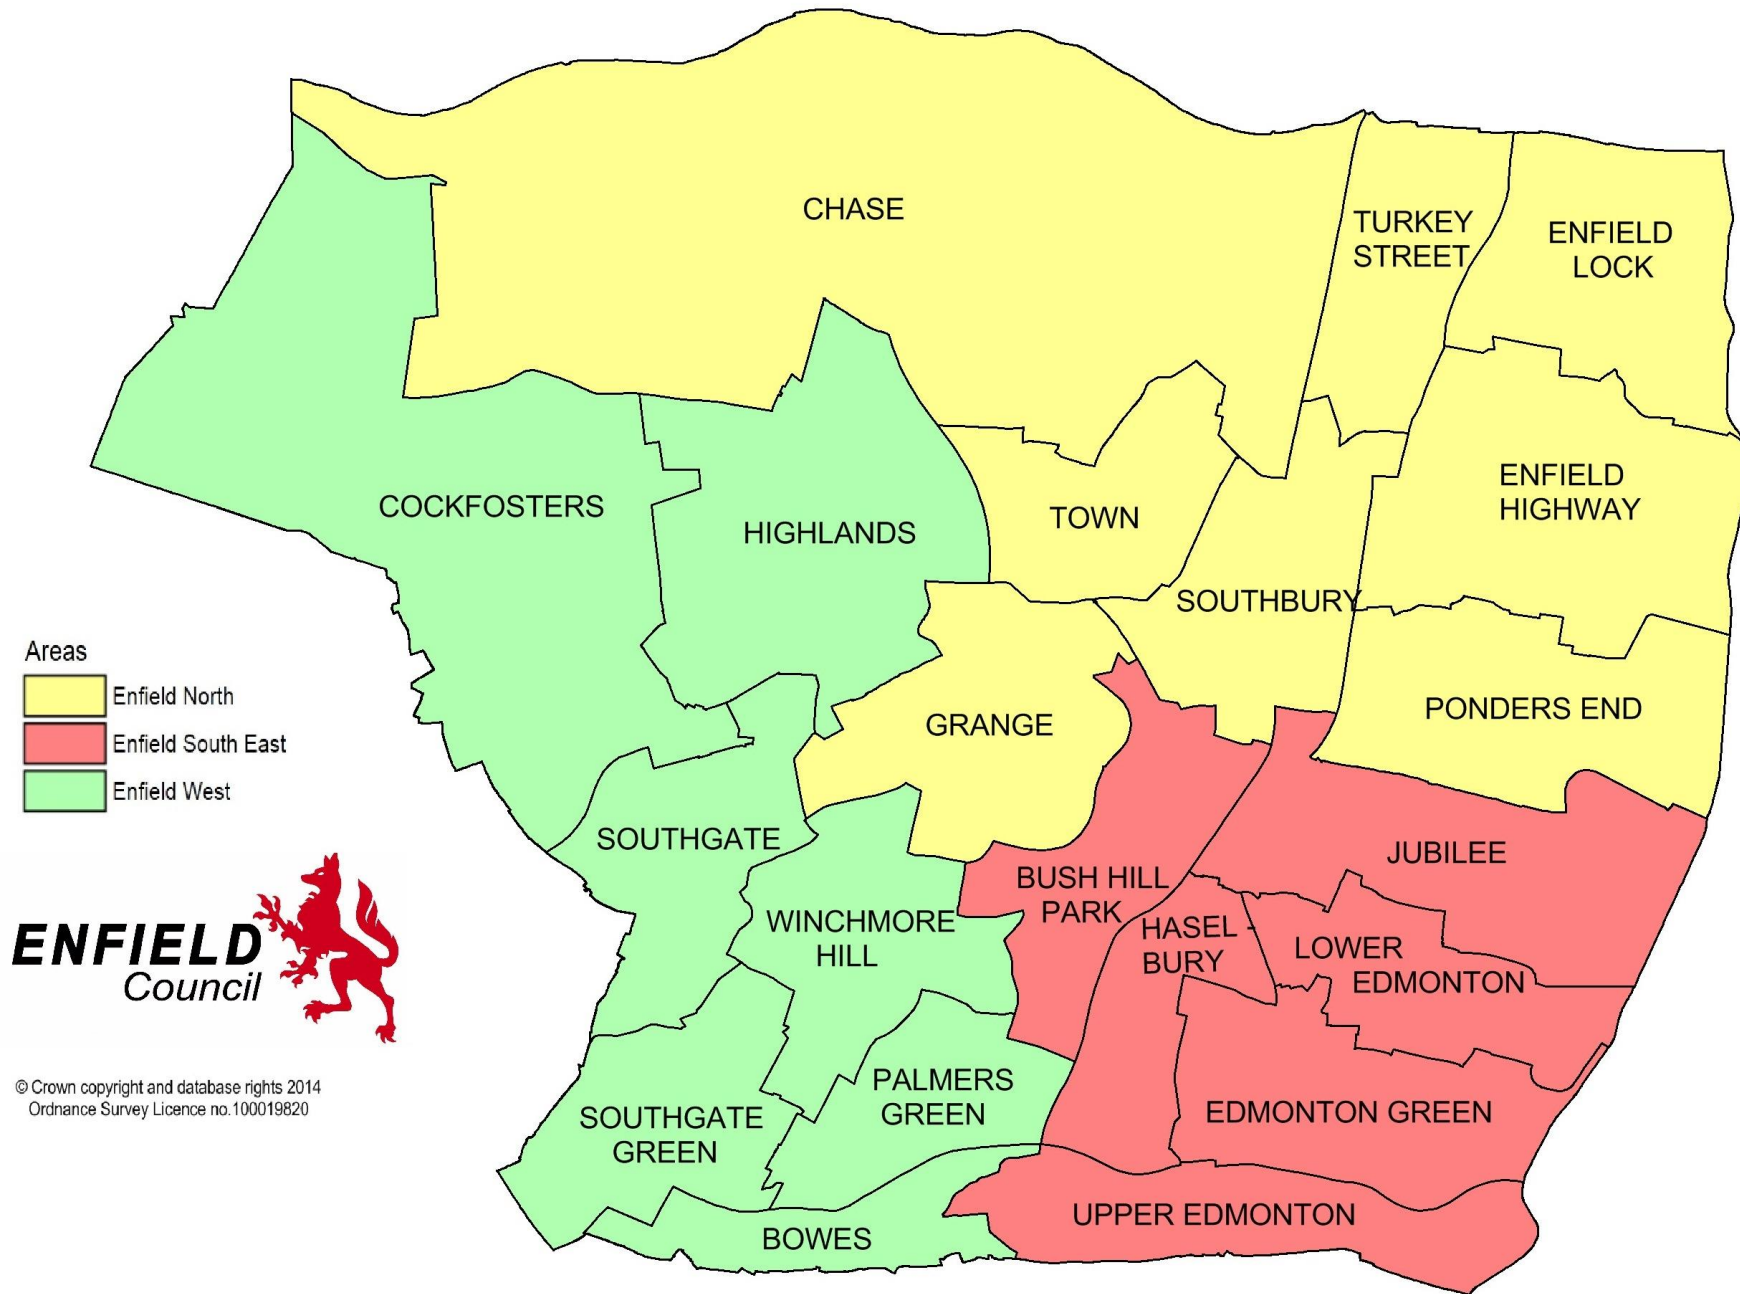 CHASE
TURKEY
STREET
ENFIELD
LOCK
COCKFOSTERS
HIGHLANDS
TOWN
ENFIELD
HIGHWAY
SOUTHBURY
Areas
Enfield North
Enfield South East
Enfield West
GRANGE
PONDERS END
SOUTHGATE
JUBILEE
BUSH HILL
PARK
WINCHMORE
HILL
HASEL -
BURY
LOWER
EDMONTON
ENFIELD
Council
© Crown copyright and database rights 2014
Ordnance Survey Licence no.100019820
PALMERS
GREEN
SOUTHGATE
GREEN
EDMONTON GREEN
UPPER EDMONTON
BOWES